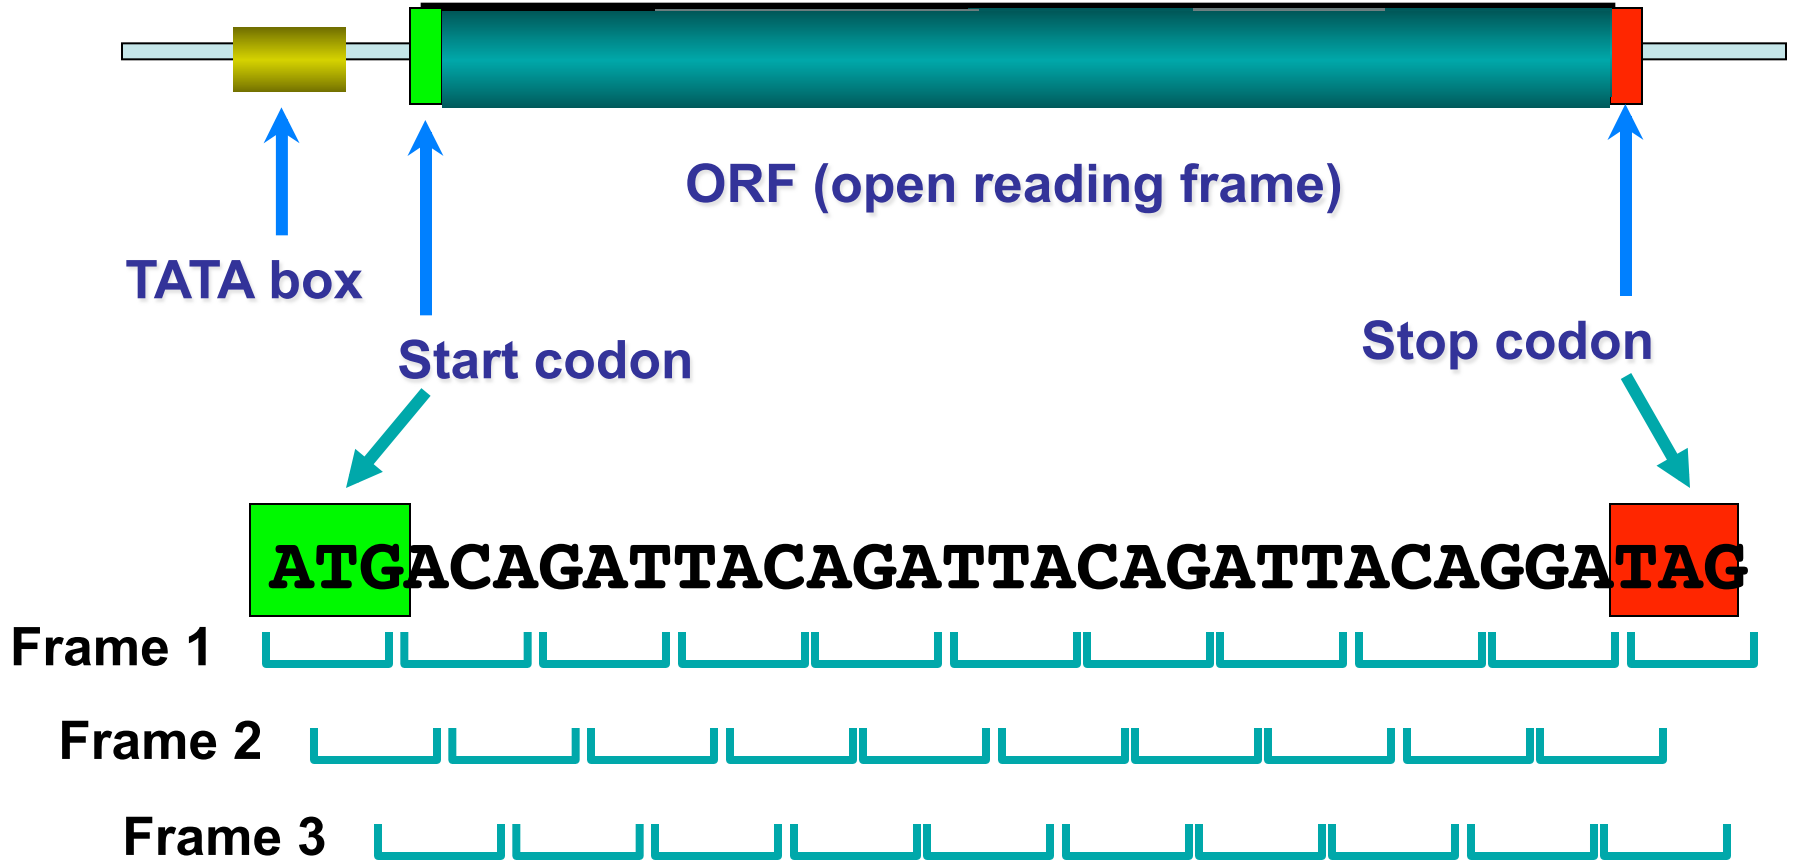 ORF (open reading frame)
TATA box
Start codon
Stop codon
ATGACAGATTACAGATTACAGATTACAGGATAG
Frame 1
Frame 2
Frame 3